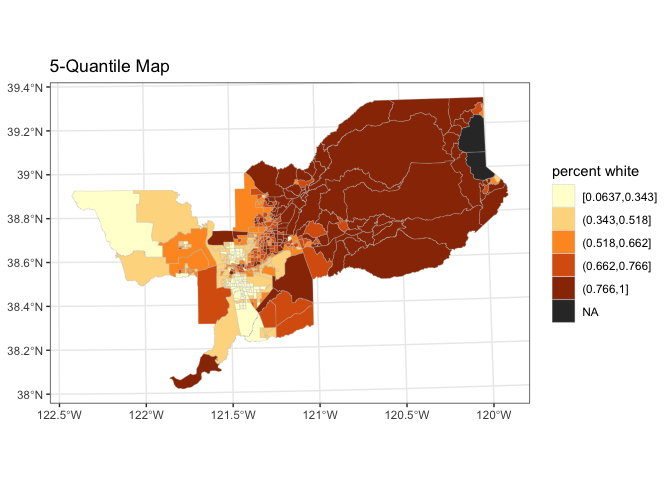 5-Quantile Map
39.4°N
39.2°N
39°N
38.8°N
38.6°N
38.4°N
38.2°N
38°N
122.5°W
122°W
121.5°W
121°W
120.5°W
120°W
percent white
[0.0637,0.343]
(0.343,0.518]
(0.518,0.662]
(0.662,0.766]
(0.766,1]
NA